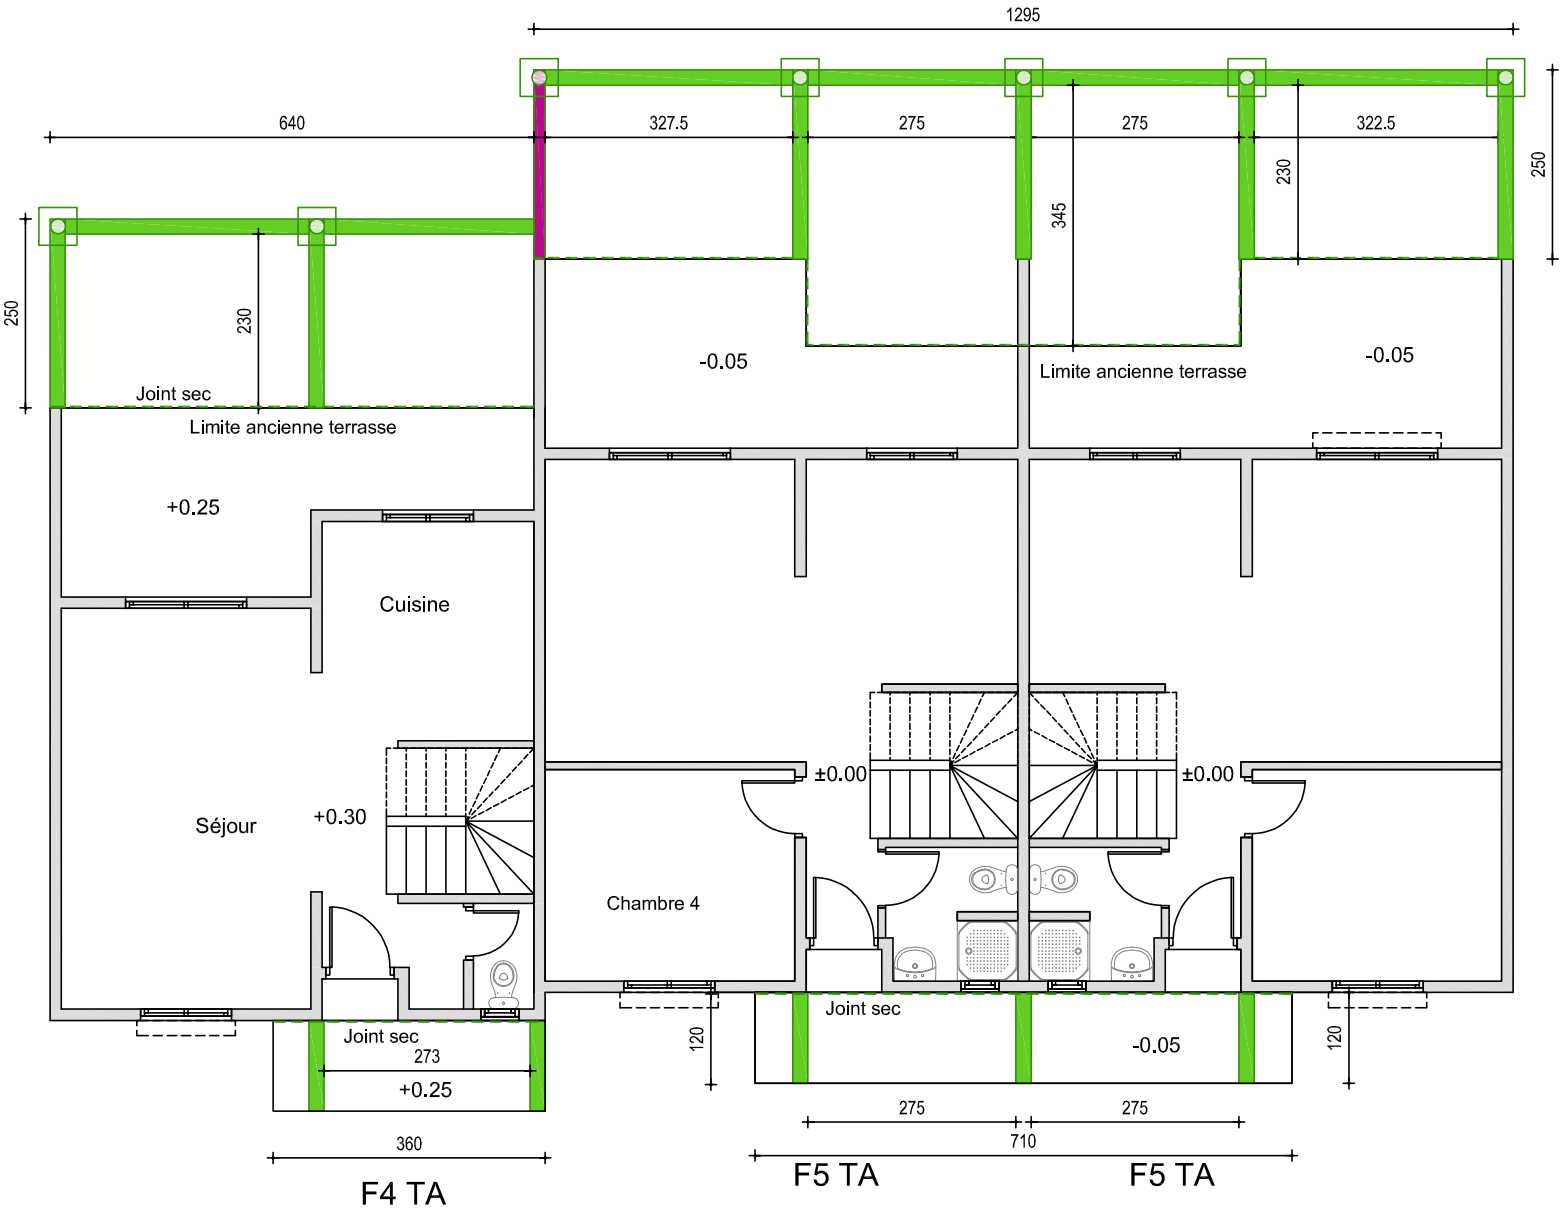 1295
640
327.5
275
275
322.5
250
230
345
250
230
Joint sec
Limite ancienne terrasse
-0.05
Limite ancienne terrasse
-0.05
+0.25
Cuisine
Séjour
+0.30
±0.00
±0.00
Chambre 4
Joint sec
273
+0.25
Joint sec
120
-0.05
120
360
275
275
710
F4 TA
F5 TA
F5 TA